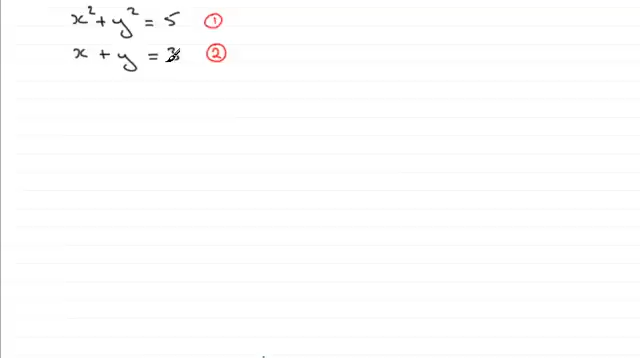 x² + y² = 5 ①
x + y = 3 ②